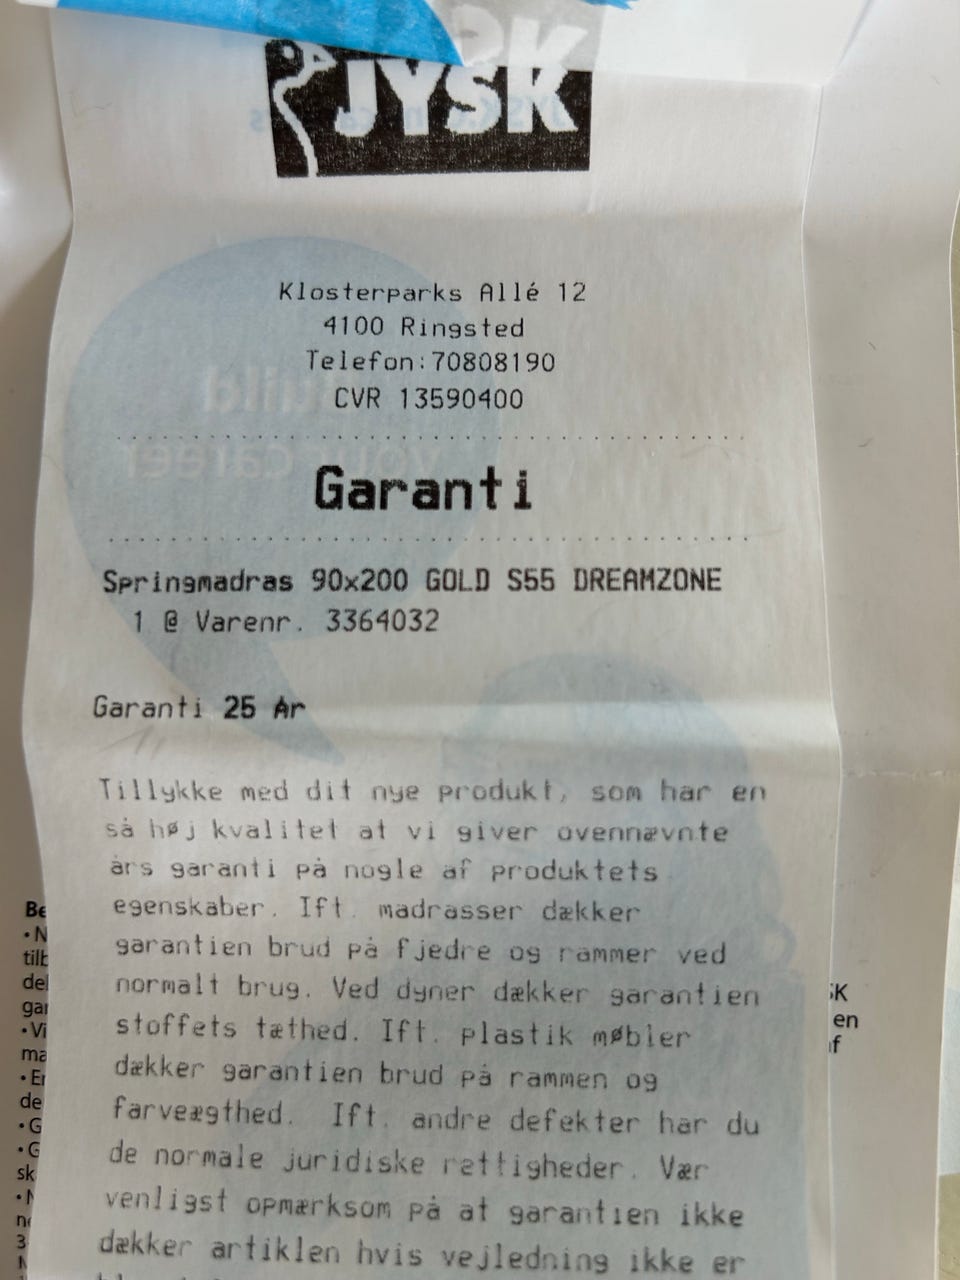 JYSK
Klosterparks Allé 12
4100 Ringsted
Telefon:70808190
CVR 13590400
Garanti
Springmadras 90x200 GOLD S55 DREAMZONE
1 @ Varenr. 3364032
Garanti 25 År
Tillykke med dit nye produkt, som har en
så høj kvalitet at vi giver ovennævnte
års garanti på nogle af produktets
egenskaber. Ift. madrasser dækker
garantien brud på fjedre og rammer ved
normalt brug. Ved dyner dækker garantien
stoffets tæthed. Ift. plastik møbler
dækker garantien brud på rammen og
farveægthed. Ift. andre defekter har du
de normale juridiske rettigheder. Vær
venligst opmærksom på at garantien ikke
dækker artiklen hvis vejledning ikke er